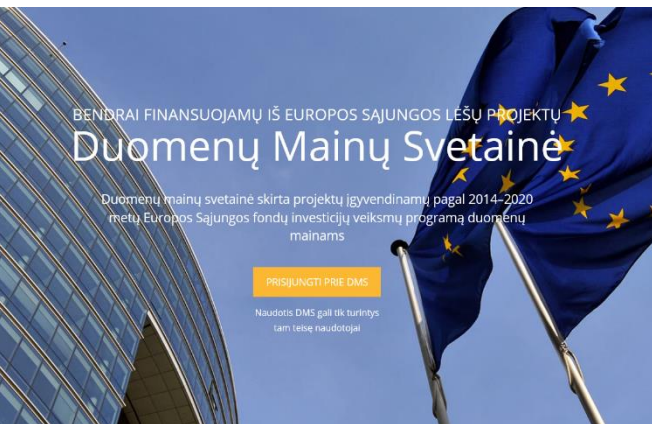 BENDRAI FINANSUOJAMŲ IŠ EUROPOS SĄJUNGOS LĖŠŲ PROJEKTŲ
Duomenų Mainų Svetainė
Duomenų mainų svetainė skirta projektų įgyvendinamų pagal 2014–2020
metų Europos Sąjungos fondų investicijų veiksmų programą duomenų
mainams
PRISIJUNGTI PRIE DMS
Naudotis DMS gali tik turintys
tam teisę naudotojai